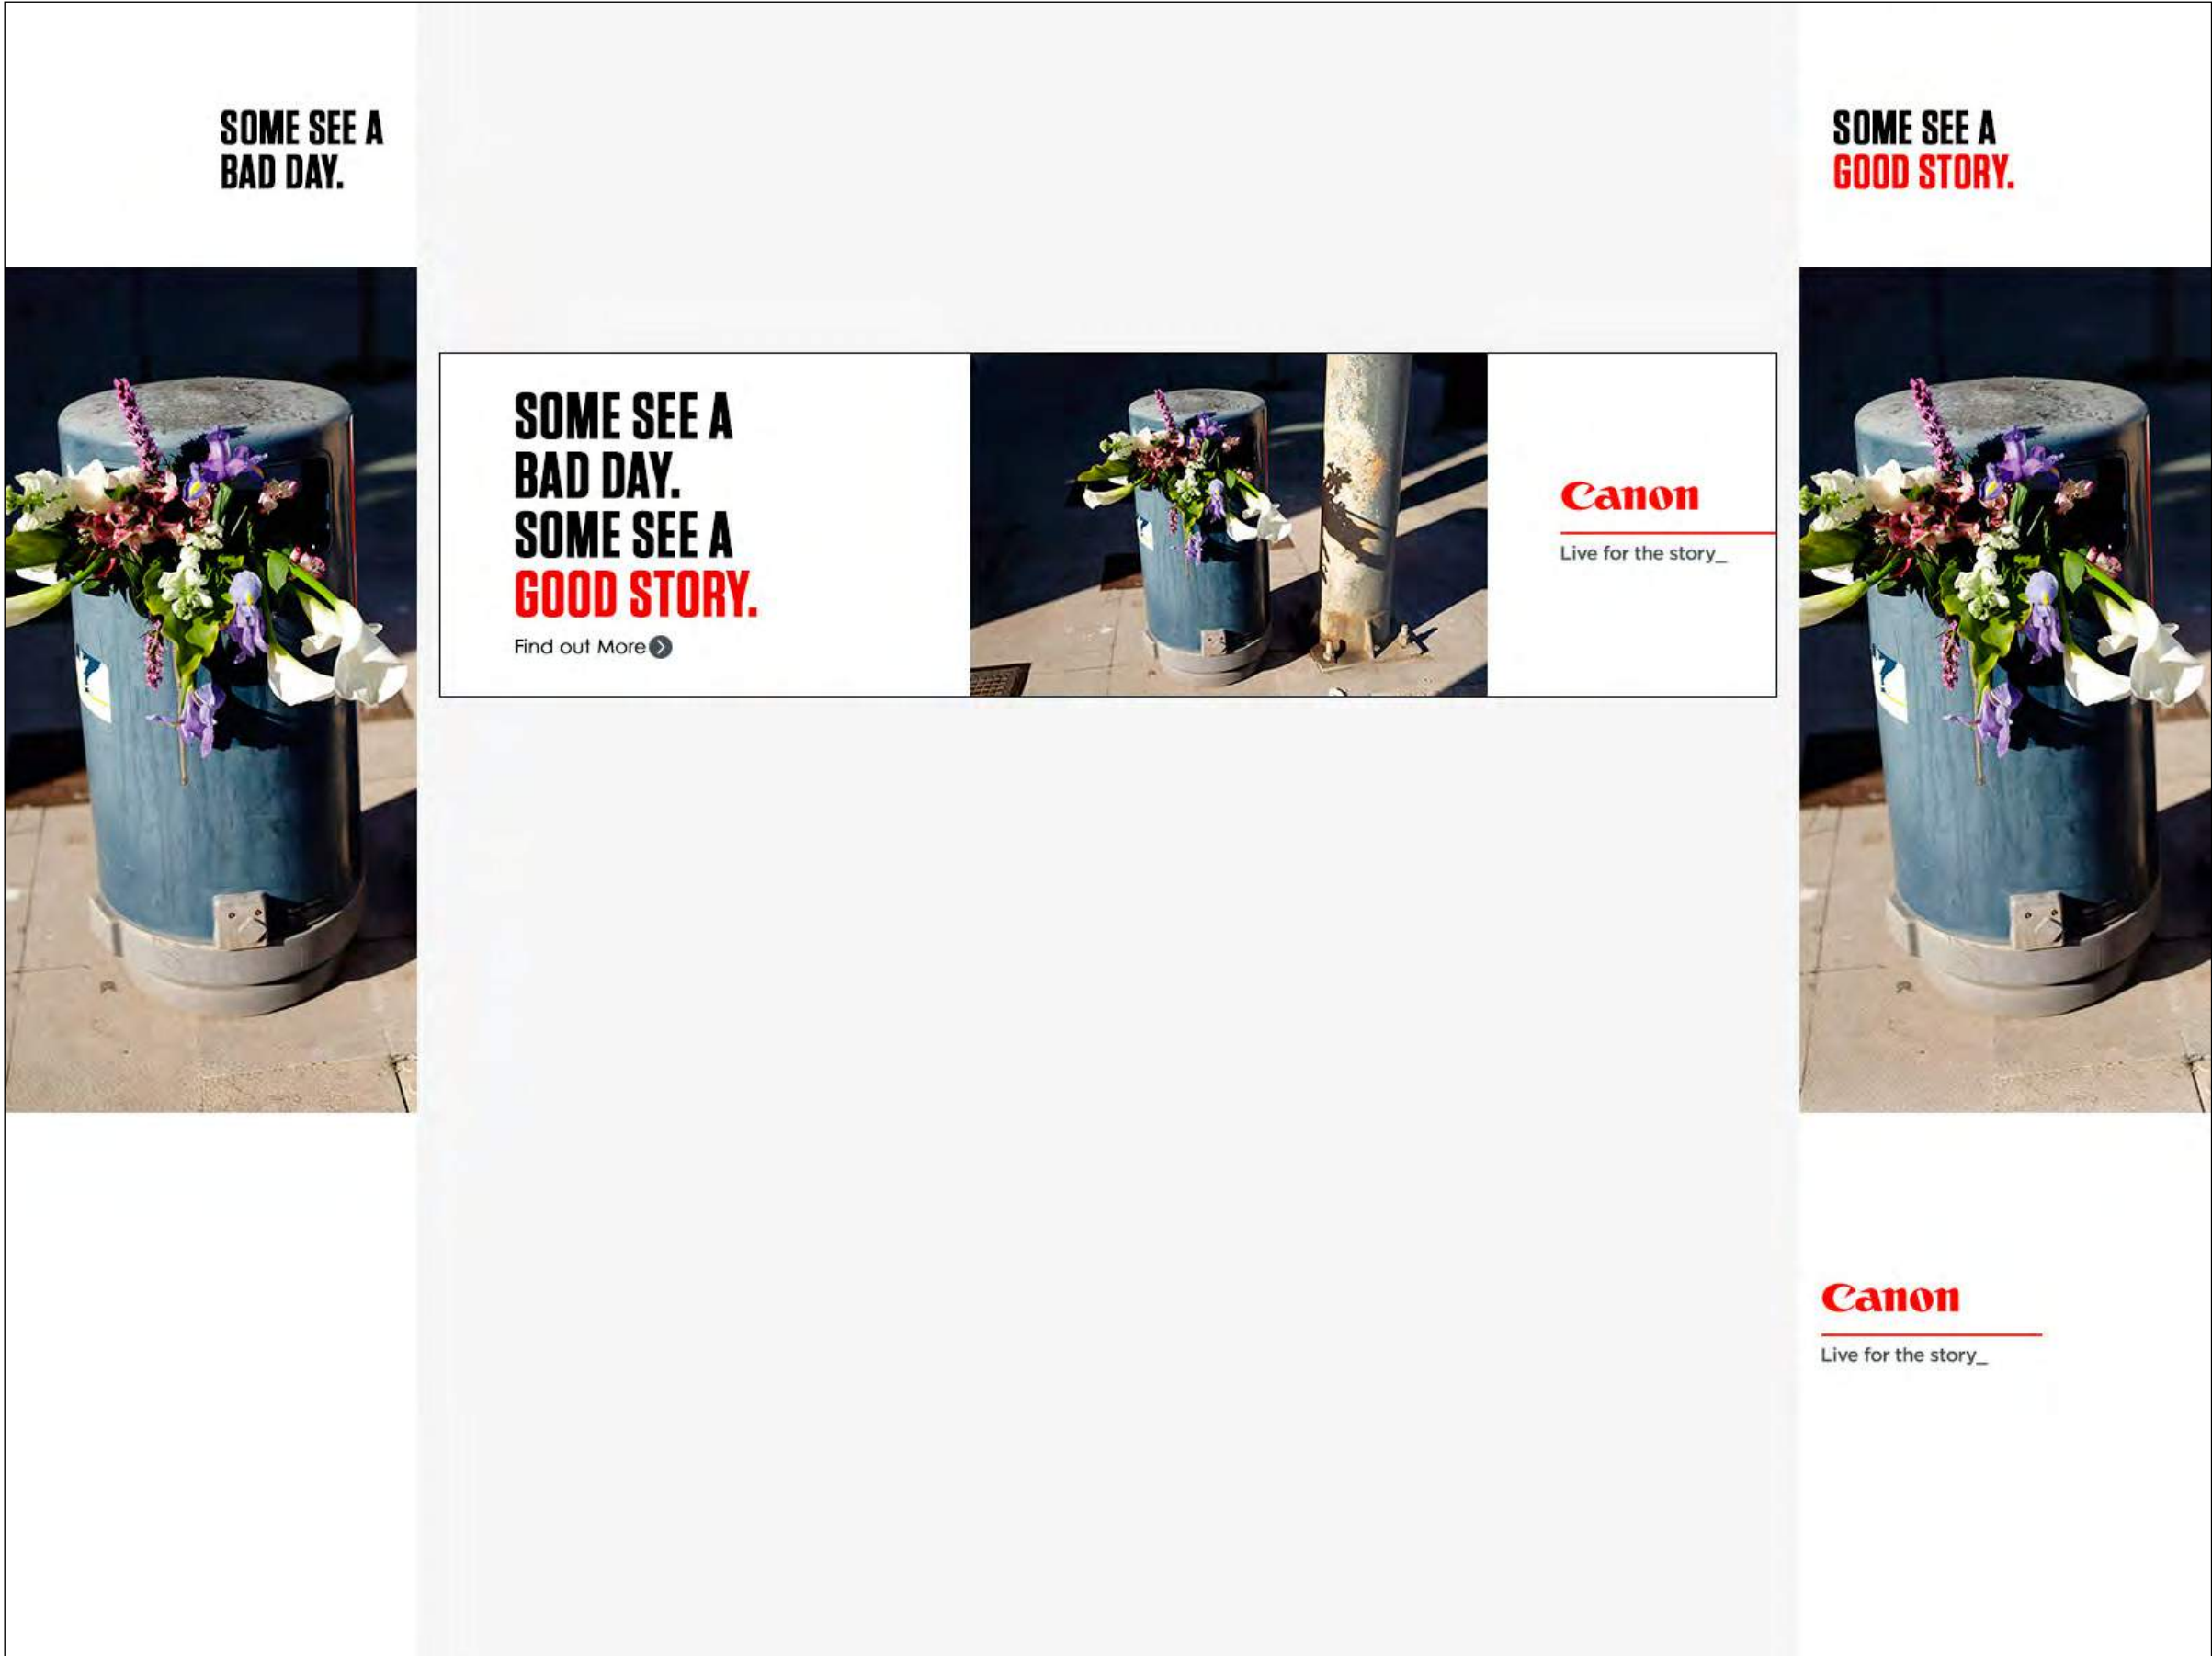 SOME SEE A
BAD DAY.
SOME SEE A
BAD DAY.
SOME SEE A
GOOD STORY.
Find out More
Canon
Live for the story_
SOME SEE A
GOOD STORY.
Canon
Live for the story_